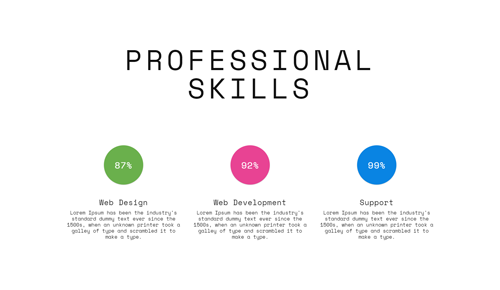 PROFESSIONAL
SKILLS
87%
92%
99%
Web Design
Lorem Ipsum has been the industry's
standard dummy text ever since the
1500s, when an unknown printer took a
galley of type and scrambled it to
make a type.
Web Development
Lorem Ipsum has been the industry's
standard dummy text ever since the
1500s, when an unknown printer took a
galley of type and scrambled it to
make a type.
Support
Lorem Ipsum has been the industry's
standard dummy text ever since the
1500s, when an unknown printer took a
galley of type and scrambled it to
make a type.